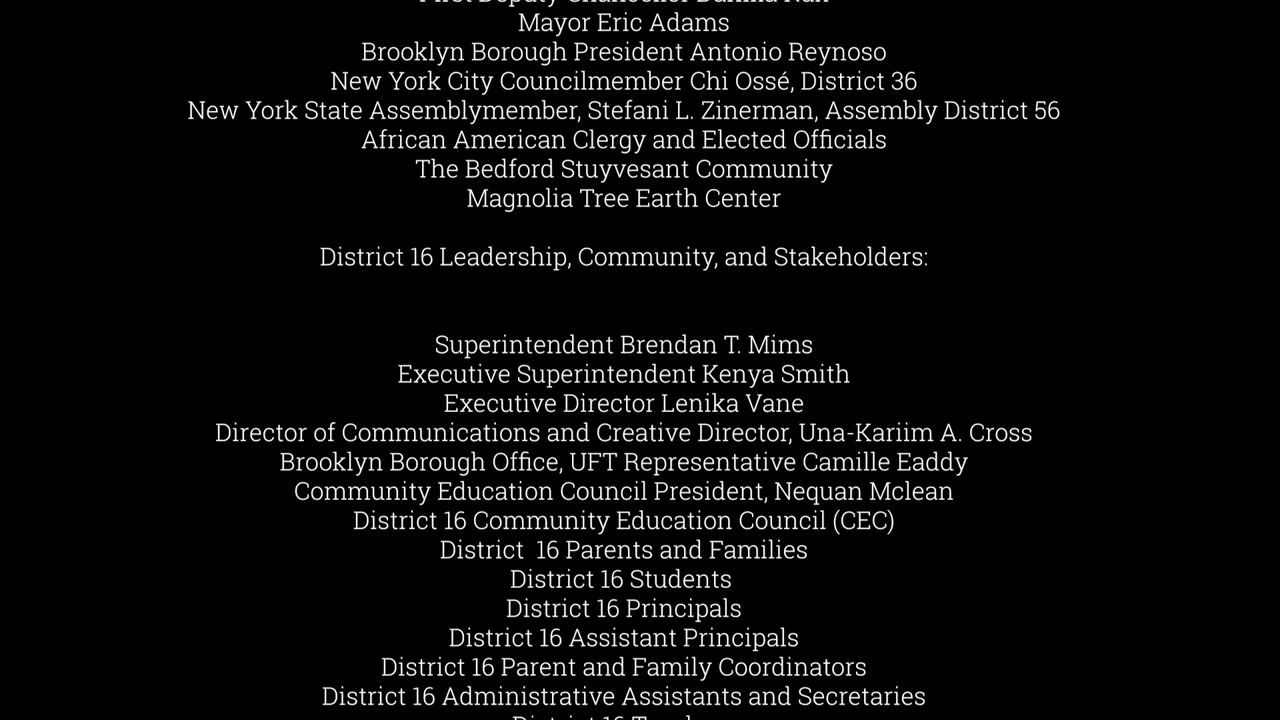 Mayor Eric Adams
Brooklyn Borough President Antonio Reynoso
New York City Councilmember Chi Ossé, District 36
New York State Assemblymember, Stefani L. Zinerman, Assembly District 56
African American Clergy and Elected Officials
The Bedford Stuyvesant Community
Magnolia Tree Earth Center
District 16 Leadership, Community, and Stakeholders:
Superintendent Brendan T. Mims
Executive Superintendent Kenya Smith
Executive Director Lenika Vane
Director of Communications and Creative Director, Una-Kariim A. Cross
Brooklyn Borough Office, UFT Representative Camille Eaddy
Community Education Council President, Nequan Mclean
District 16 Community Education Council (CEC)
District  16 Parents and Families
District 16 Students
District 16 Principals
District 16 Assistant Principals
District 16 Parent and Family Coordinators
District 16 Administrative Assistants and Secretaries